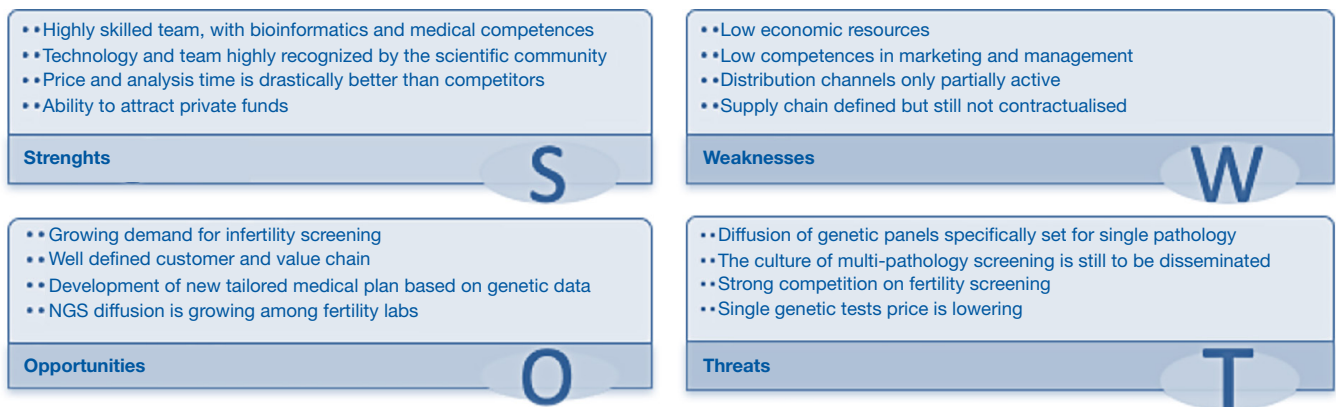 ••Highly skilled team, with bioinformatics and medical competences
••Technology and team highly recognized by the scientific community
••Price and analysis time is drastically better than competitors
••Ability to attract private funds
Strenghts
S
••Low economic resources
••Low competences in marketing and management
••Distribution channels only partially active
••Supply chain defined but still not contractualised
Weaknesses
W
••Growing demand for infertility screening
••Well defined customer and value chain
••Development of new tailored medical plan based on genetic data
••NGS diffusion is growing among fertility labs
Opportunities
O
••Diffusion of genetic panels specifically set for single pathology
••The culture of multi-pathology screening is still to be disseminated
••Strong competition on fertility screening
••Single genetic tests price is lowering
Threats
T